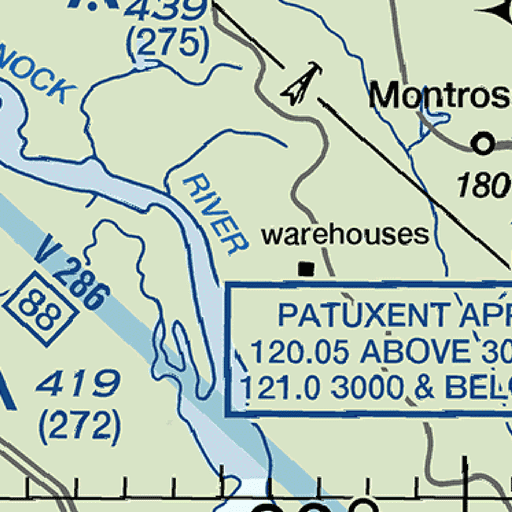 439
(275)
NOCK
Montros
180
RIVER
warehouses
V 286
88
PATUXENT APP
120.05 ABOVE 30
121.0 3000 & BELO
419
(272)